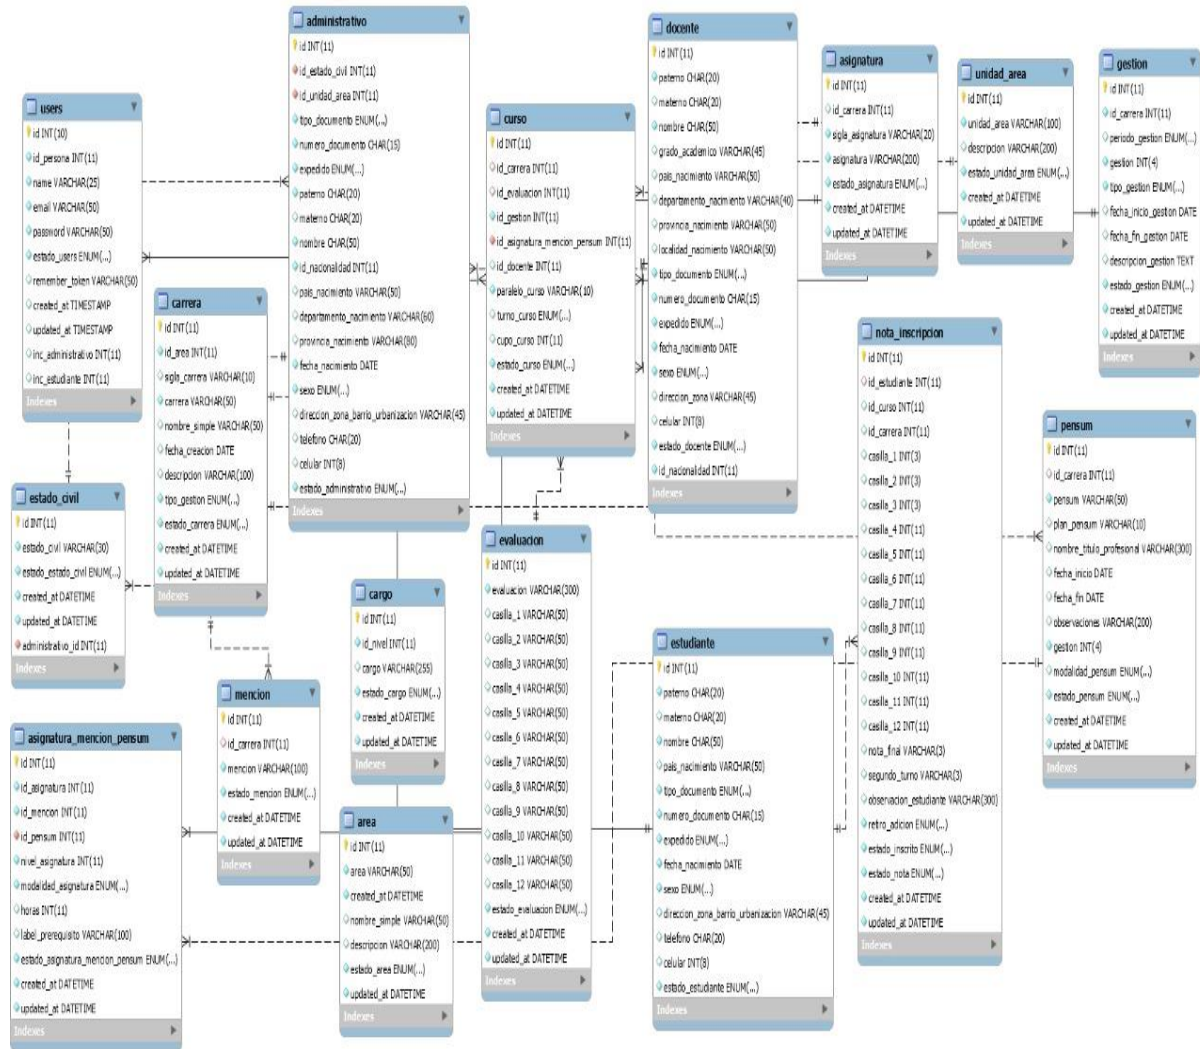 users
id INT(10)
id_persona INT(11)
name VARCHAR(25)
email VARCHAR(50)
password VARCHAR(50)
estado_users ENUM(...)
remember_token VARCHAR(50)
created_at TIMESTAMP
updated_at TIMESTAMP
inc_administrativo INT(11)
inc_estudiante INT(11)
Indexes
administrativo
id INT(11)
id_estado_civil INT(11)
id_unidad_area INT(11)
tipo_documento ENUM(...)
numero_documento CHAR(15)
expedido ENUM(...)
paterno CHAR(20)
materno CHAR(20)
nombre CHAR(50)
id_nacionalidad INT(11)
pais_nacimiento VARCHAR(50)
departamento_nacimiento VARCHAR(60)
provincia_nacimiento VARCHAR(80)
fecha_nacimiento DATE
sexo ENUM(...)
direccion_zona_barrio_urbanizacion VARCHAR(45)
telefono CHAR(20)
celular INT(8)
estado_administrativo ENUM(...)
Indexes
curso
id INT(11)
id_carrera INT(11)
id_evaluacion INT(11)
id_gestion INT(11)
id_asignatura_mencion_pensum INT(11)
id_docente INT(11)
paralelo_curso VARCHAR(10)
turno_curso ENUM(...)
cupo_curso INT(11)
estado_curso ENUM(...)
created_at DATETIME
updated_at DATETIME
Indexes
docente
id INT(11)
paterno CHAR(20)
materno CHAR(20)
nombre CHAR(50)
grado_academico VARCHAR(45)
pais_nacimiento VARCHAR(50)
departamento_nacimiento VARCHAR(40)
provincia_nacimiento VARCHAR(50)
localidad_nacimiento VARCHAR(50)
tipo_documento ENUM(...)
numero_documento CHAR(15)
expedido ENUM(...)
fecha_nacimiento DATE
sexo ENUM(...)
direccion_zona VARCHAR(45)
celular INT(8)
estado_docente ENUM(...)
id_nacionalidad INT(11)
Indexes
asignatura
id INT(11)
id_carrera INT(11)
sigla_asignatura VARCHAR(20)
asignatura VARCHAR(200)
estado_asignatura ENUM(...)
created_at DATETIME
updated_at DATETIME
Indexes
unidad_area
id INT(11)
unidad_area VARCHAR(100)
descripcion VARCHAR(200)
estado_unidad_area ENUM(...)
created_at DATETIME
updated_at DATETIME
Indexes
gestion
id INT(11)
id_carrera INT(11)
periodo_gestion ENUM(...)
gestion INT(4)
tipo_gestion ENUM(...)
fecha_inicio_gestion DATE
fecha_fin_gestion DATE
descripcion_gestion TEXT
estado_gestion ENUM(...)
created_at DATETIME
updated_at DATETIME
Indexes
carrera
id INT(11)
id_area INT(11)
sigla_carrera VARCHAR(10)
carrera VARCHAR(50)
nombre_simple VARCHAR(50)
fecha_creacion DATE
descripcion VARCHAR(100)
tipo_gestion ENUM(...)
estado_carrera ENUM(...)
created_at DATETIME
updated_at DATETIME
Indexes
nota_inscripcion
id INT(11)
id_estudiante INT(11)
id_curso INT(11)
id_carrera INT(11)
casilla_1 INT(3)
casilla_2 INT(3)
casilla_3 INT(3)
casilla_4 INT(11)
casilla_5 INT(11)
casilla_6 INT(11)
casilla_7 INT(11)
casilla_8 INT(11)
casilla_9 INT(11)
casilla_10 INT(11)
casilla_11 INT(11)
casilla_12 INT(11)
nota_final VARCHAR(3)
segundo_turno VARCHAR(3)
observacion_estudiante VARCHAR(300)
retiro_adicion ENUM(...)
estado_inscrito ENUM(...)
estado_nota ENUM(...)
created_at DATETIME
updated_at DATETIME
Indexes
pensum
id INT(11)
id_carrera INT(11)
pensum VARCHAR(50)
plan_pensum VARCHAR(10)
nombre_titulo_profesional VARCHAR(300)
fecha_inicio DATE
fecha_fin DATE
observaciones VARCHAR(200)
gestion INT(4)
modalidad_pensum ENUM(...)
estado_pensum ENUM(...)
created_at DATETIME
updated_at DATETIME
Indexes
estado_civil
id INT(11)
estado_civil VARCHAR(30)
estado_estado_civil ENUM(...)
created_at DATETIME
updated_at DATETIME
administrativo_id INT(11)
Indexes
cargo
id INT(11)
id_nivel INT(11)
cargo VARCHAR(255)
estado_cargo ENUM(...)
created_at DATETIME
updated_at DATETIME
Indexes
evaluacion
id INT(11)
evaluacion VARCHAR(300)
casilla_1 VARCHAR(50)
casilla_2 VARCHAR(50)
casilla_3 VARCHAR(50)
casilla_4 VARCHAR(50)
casilla_5 VARCHAR(50)
casilla_6 VARCHAR(50)
casilla_7 VARCHAR(50)
casilla_8 VARCHAR(50)
casilla_9 VARCHAR(50)
casilla_10 VARCHAR(50)
casilla_11 VARCHAR(50)
casilla_12 VARCHAR(50)
estado_evaluacion ENUM(...)
created_at DATETIME
updated_at DATETIME
Indexes
estudiante
id INT(11)
paterno CHAR(20)
materno CHAR(20)
nombre CHAR(50)
pais_nacimiento VARCHAR(50)
tipo_documento ENUM(...)
numero_documento CHAR(15)
expedido ENUM(...)
fecha_nacimiento DATE
sexo ENUM(...)
direccion_zona_barrio_urbanizacion VARCHAR(45)
telefono CHAR(20)
celular INT(8)
estado_estudiante ENUM(...)
Indexes
mencion
id INT(11)
id_carrera INT(11)
mencion VARCHAR(100)
estado_mencion ENUM(...)
created_at DATETIME
updated_at DATETIME
Indexes
asignatura_mencion_pensum
id INT(11)
id_asignatura INT(11)
id_mencion INT(11)
id_pensum INT(11)
nivel_asignatura INT(11)
modalidad_asignatura ENUM(...)
horas INT(11)
label_prerequisito VARCHAR(100)
estado_asignatura_mencion_pensum ENUM(...)
created_at DATETIME
updated_at DATETIME
Indexes
area
id INT(11)
area VARCHAR(50)
created_at DATETIME
nombre_simple VARCHAR(50)
descripcion VARCHAR(200)
estado_area ENUM(...)
updated_at DATETIME
Indexes